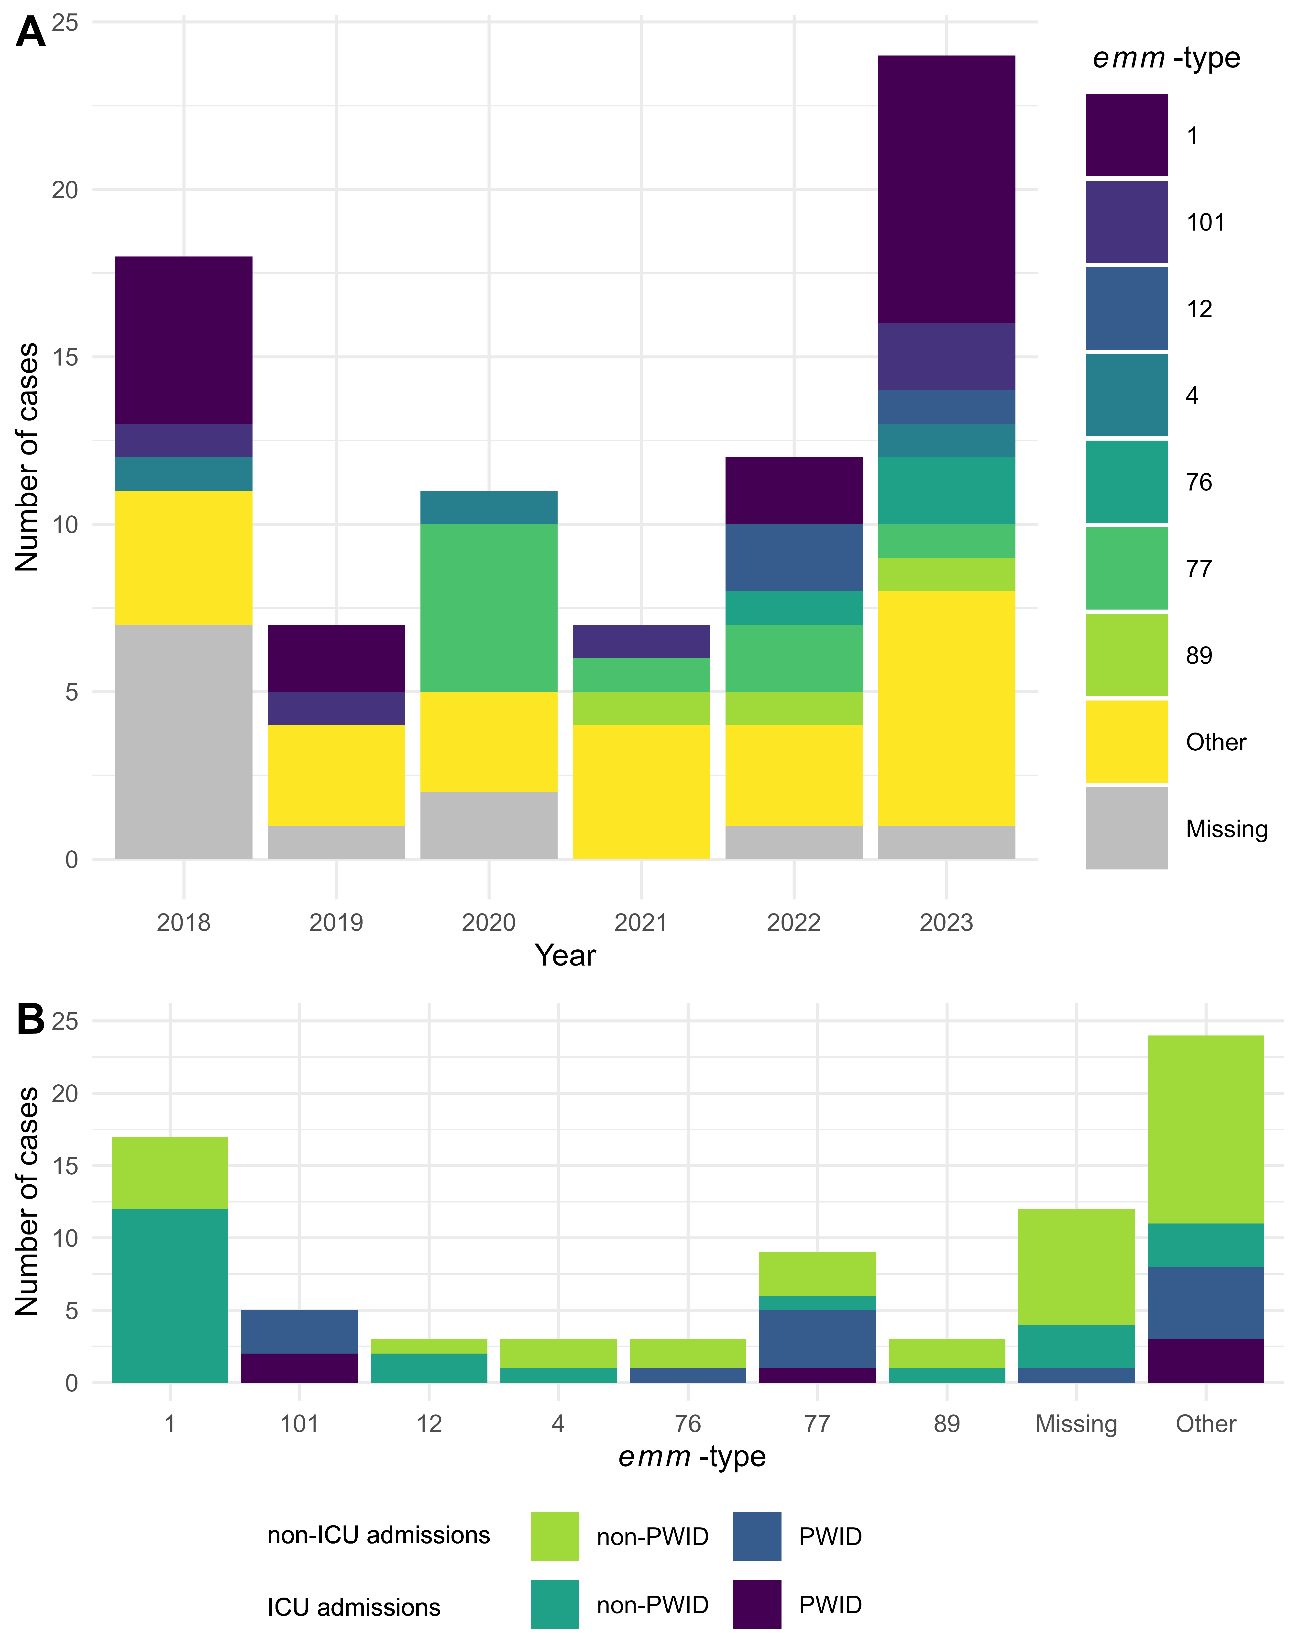 A
25
20
15
10
5
0
Number of cases
2018 2019 2020 2021 2022 2023
Year
emm -type
1
101
12
4
76
77
89
Other
Missing
B
25
20
15
10
5
0
Number of cases
1 101 12 4 76 77 89 Missing Other
emm -type
non-ICU admissions non-PWID PWID
ICU admissions non-PWID PWID